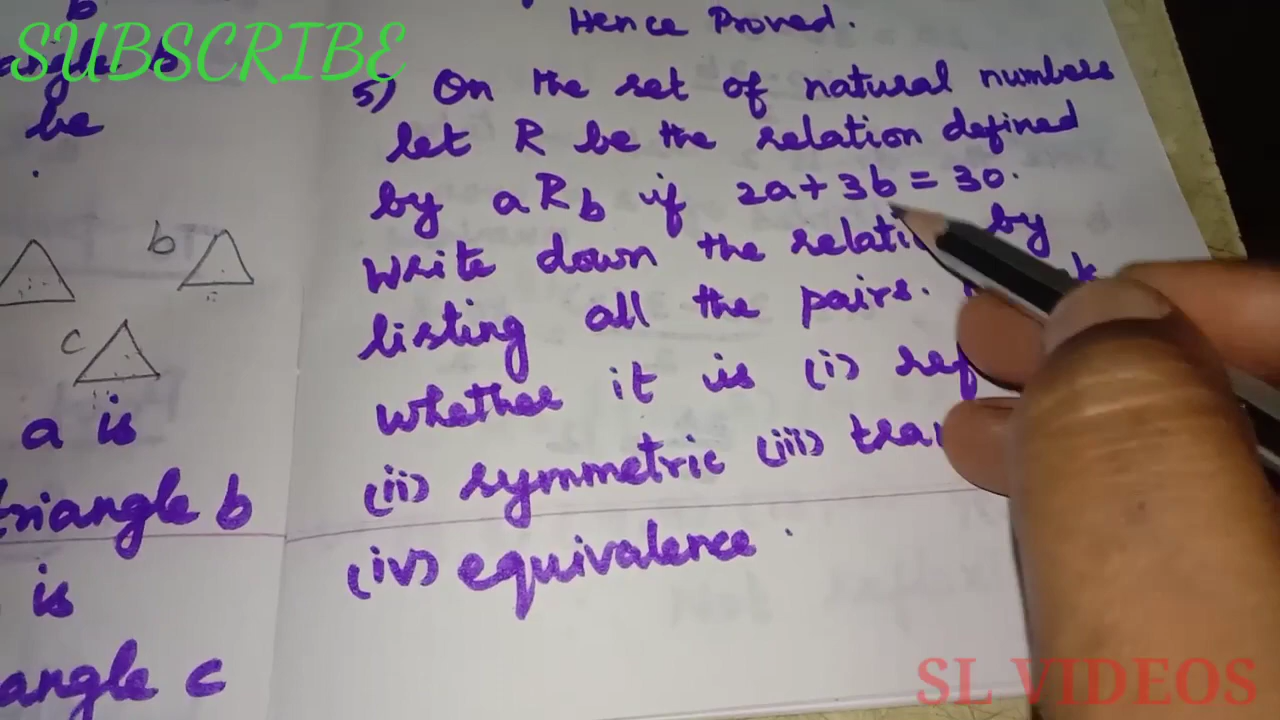 SUBSCRIBE
b
angle b
be
b
c
a is
triangle b
is
angle c
Hence Proved.
5) On the set of natural numbers
let R be the relation defined
by a R b if 2a + 3b = 30.
Write down the by
listing all the pairs.
whether it is (i)
(ii) symmetric (iii)
(iv) equivalence.
SL VIDEOS